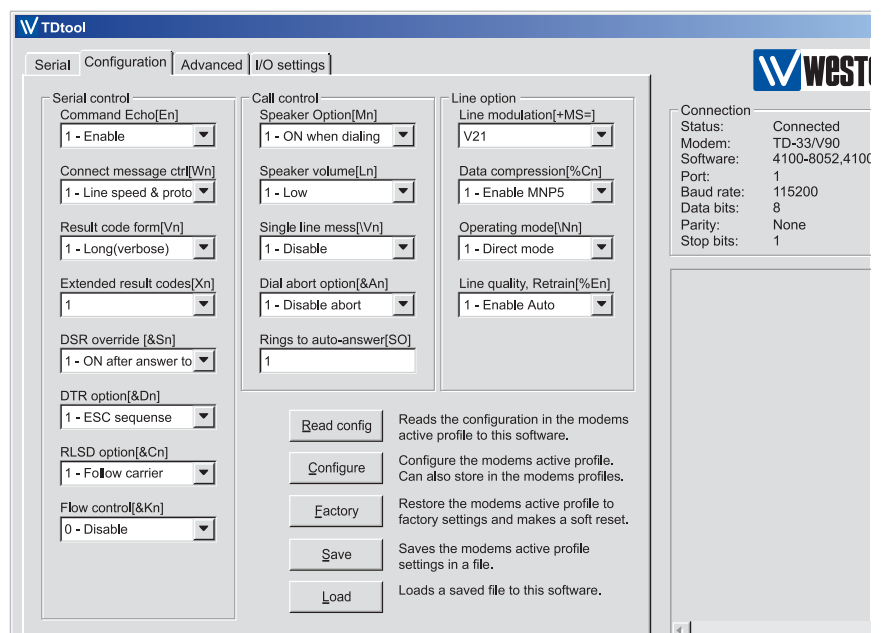 TDtool
Serial
Configuration
Advanced
I/O settings
Serial control
Command Echo[En]
1 - Enable
Connect message ctrl[Wn]
1 - Line speed & proto
Result code form[Vn]
1 - Long(verbose)
Extended result codes[Xn]
1
DSR override [&Sn]
1 - ON after answer to
DTR option[&Dn]
1 - ESC sequense
RLSD option[&Cn]
1 - Follow carrier
Flow control[&Kn]
0 - Disable
Call control
Speaker Option[Mn]
1 - ON when dialing
Speaker volume[Ln]
1 - Low
Single line mess[\Vn]
1 - Disable
Dial abort option[&An]
1 - Disable abort
Rings to auto-answer[SO]
1
Line option
Line modulation[+MS=]
V21
Data compression[%Cn]
1 - Enable MNP5
Operating mode[\Nn]
1 - Direct mode
Line quality, Retrain[%En]
1 - Enable Auto
Read config
Reads the configuration in the modems
active profile to this software.
Configure
Configure the modems active profile.
Can also store in the modems profiles.
Factory
Restore the modems active profile to
factory settings and makes a soft reset.
Save
Saves the modems active profile
settings in a file.
Load
Loads a saved file to this software.
Connection
Status: Connected
Modem: TD-33/V90
Software: 4100-8052,4100
Port: 1
Baud rate: 115200
Data bits: 8
Parity: None
Stop bits: 1